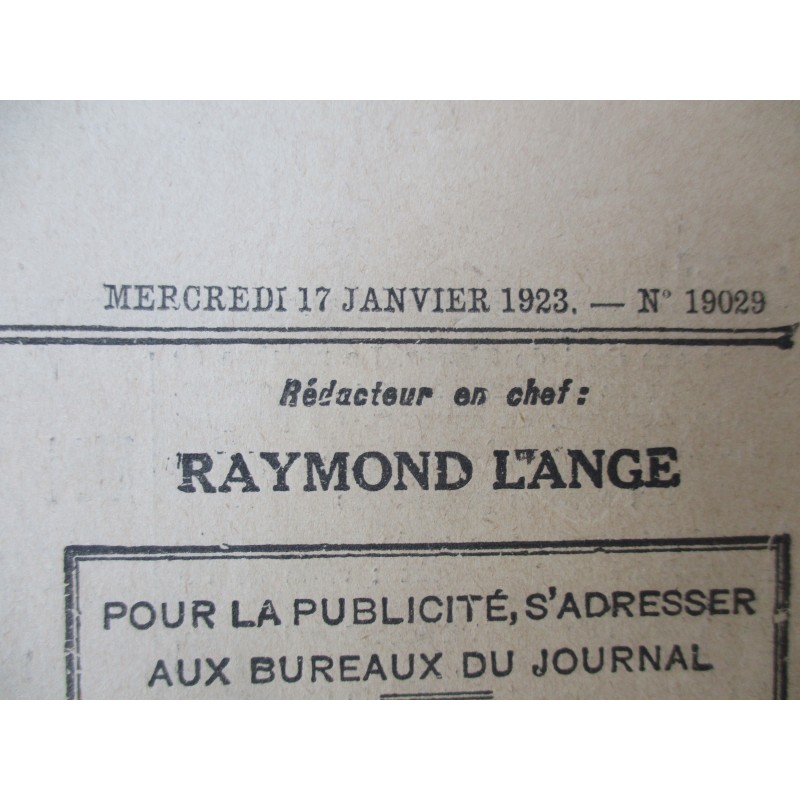 MERCREDI 17 JANVIER 1923. — N° 19029
Rédacteur en chef :
RAYMOND LANGE
POUR LA PUBLICITÉ, S'ADRESSER
AUX BUREAUX DU JOURNAL